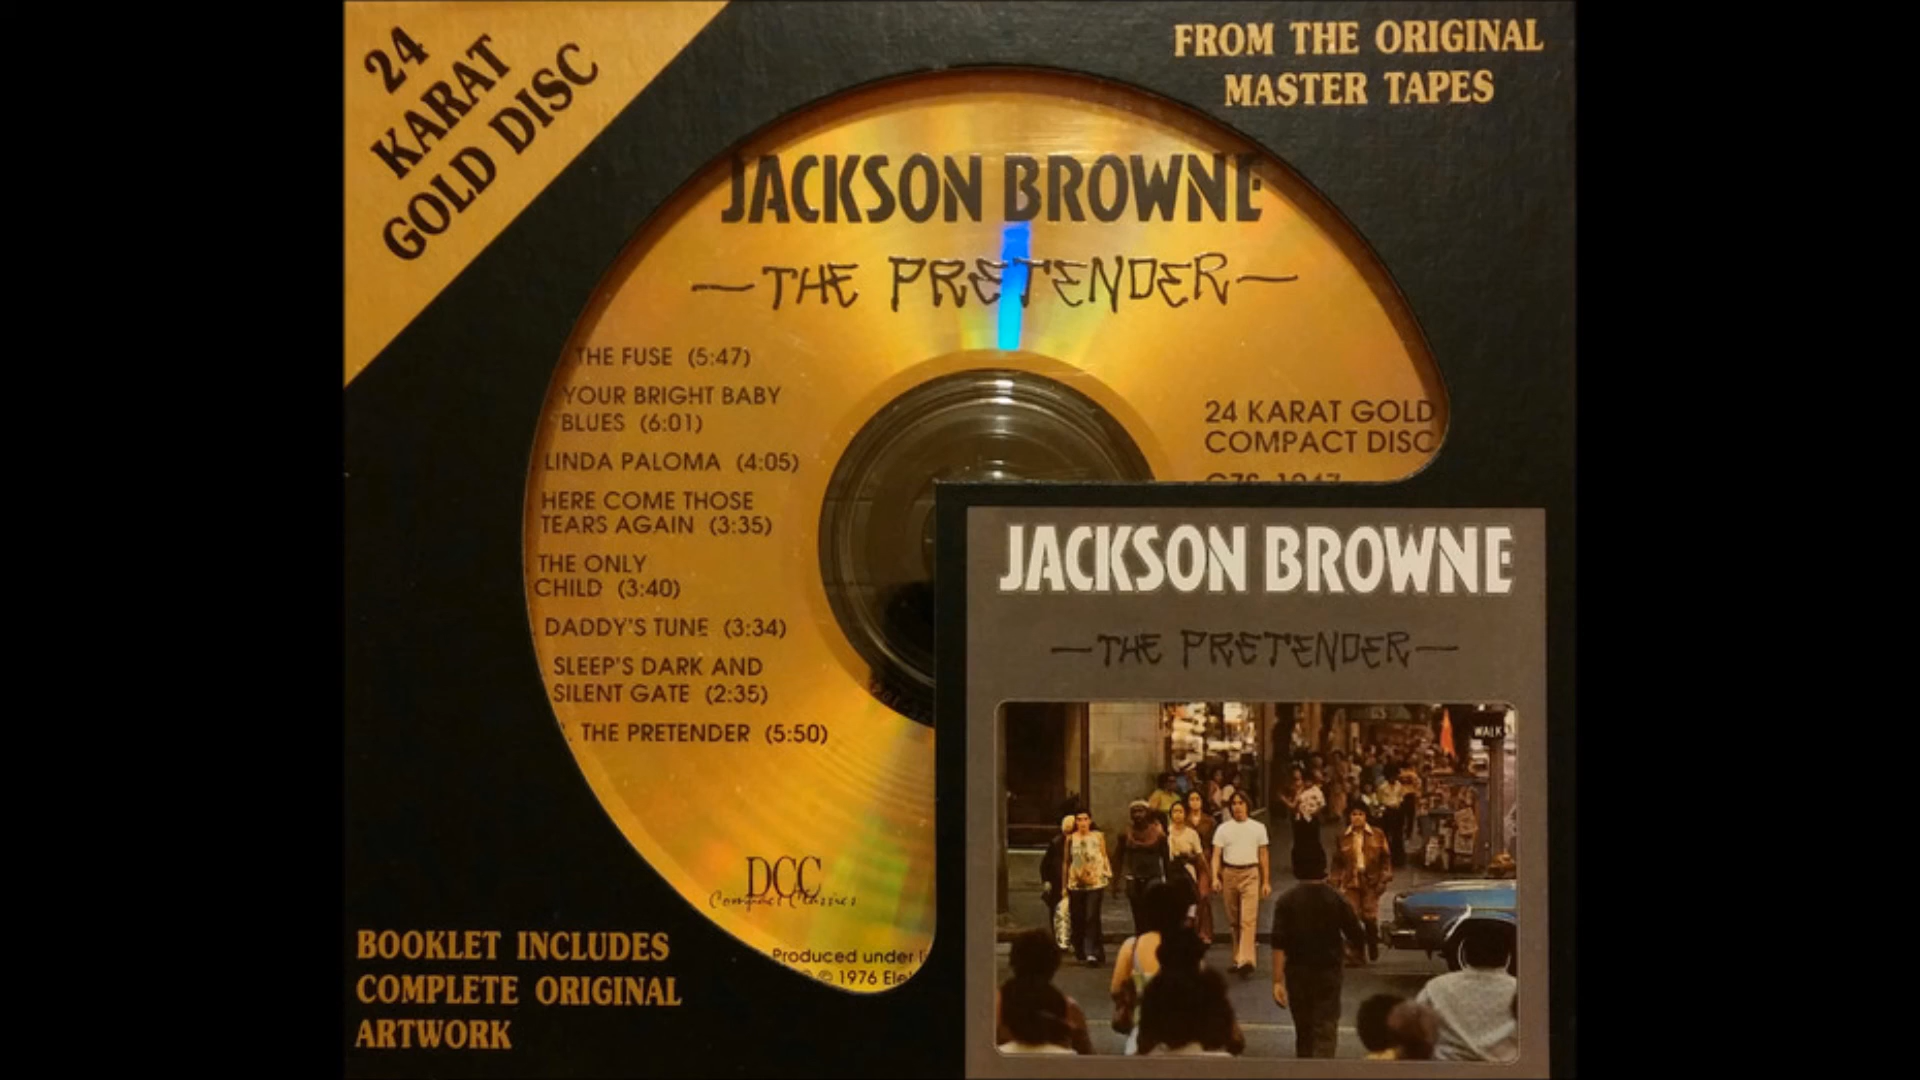 24
KARAT
GOLD DISC
FROM THE ORIGINAL
MASTER TAPES
JACKSON BROWNE
—THE PRETENDER—
THE FUSE (5:47)
YOUR BRIGHT BABY
BLUES (6:01)
LINDA PALOMA (4:05)
HERE COME THOSE
TEARS AGAIN (3:35)
THE ONLY
CHILD (3:40)
DADDY'S TUNE (3:34)
SLEEP'S DARK AND
SILENT GATE (2:35)
THE PRETENDER (5:50)
24 KARAT GOLD
COMPACT DISC
DCC
Compact Classics
Produced under
℗ © 1976
JACKSON BROWNE
—THE PRETENDER—
WALK
BOOKLET INCLUDES
COMPLETE ORIGINAL
ARTWORK